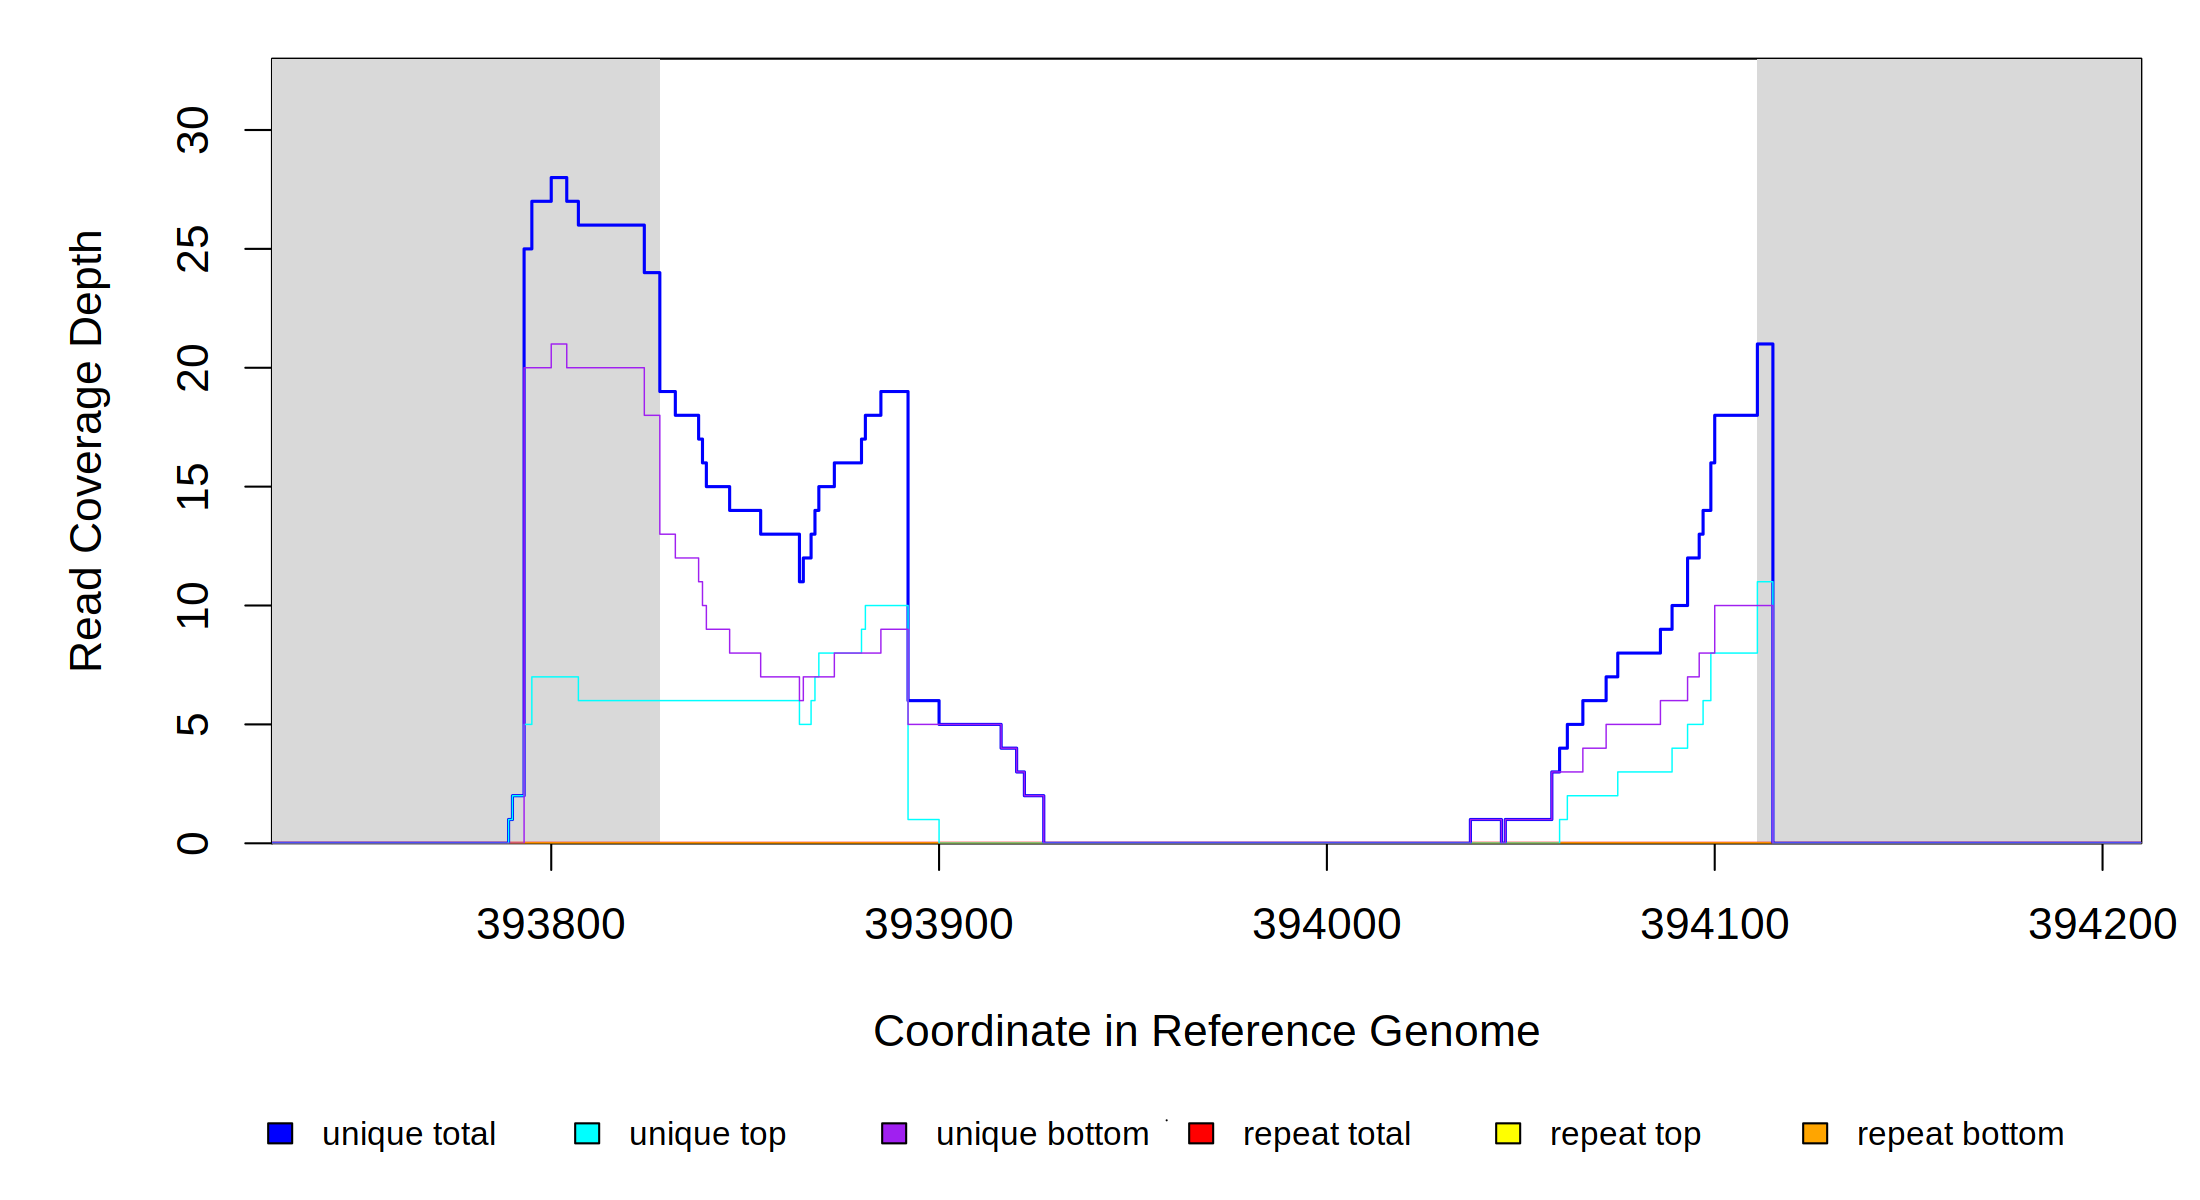 Read Coverage Depth
30
25
20
15
10
5
0
393800 393900 394000 394100 394200
Coordinate in Reference Genome
unique total unique top unique bottom repeat total repeat top repeat bottom